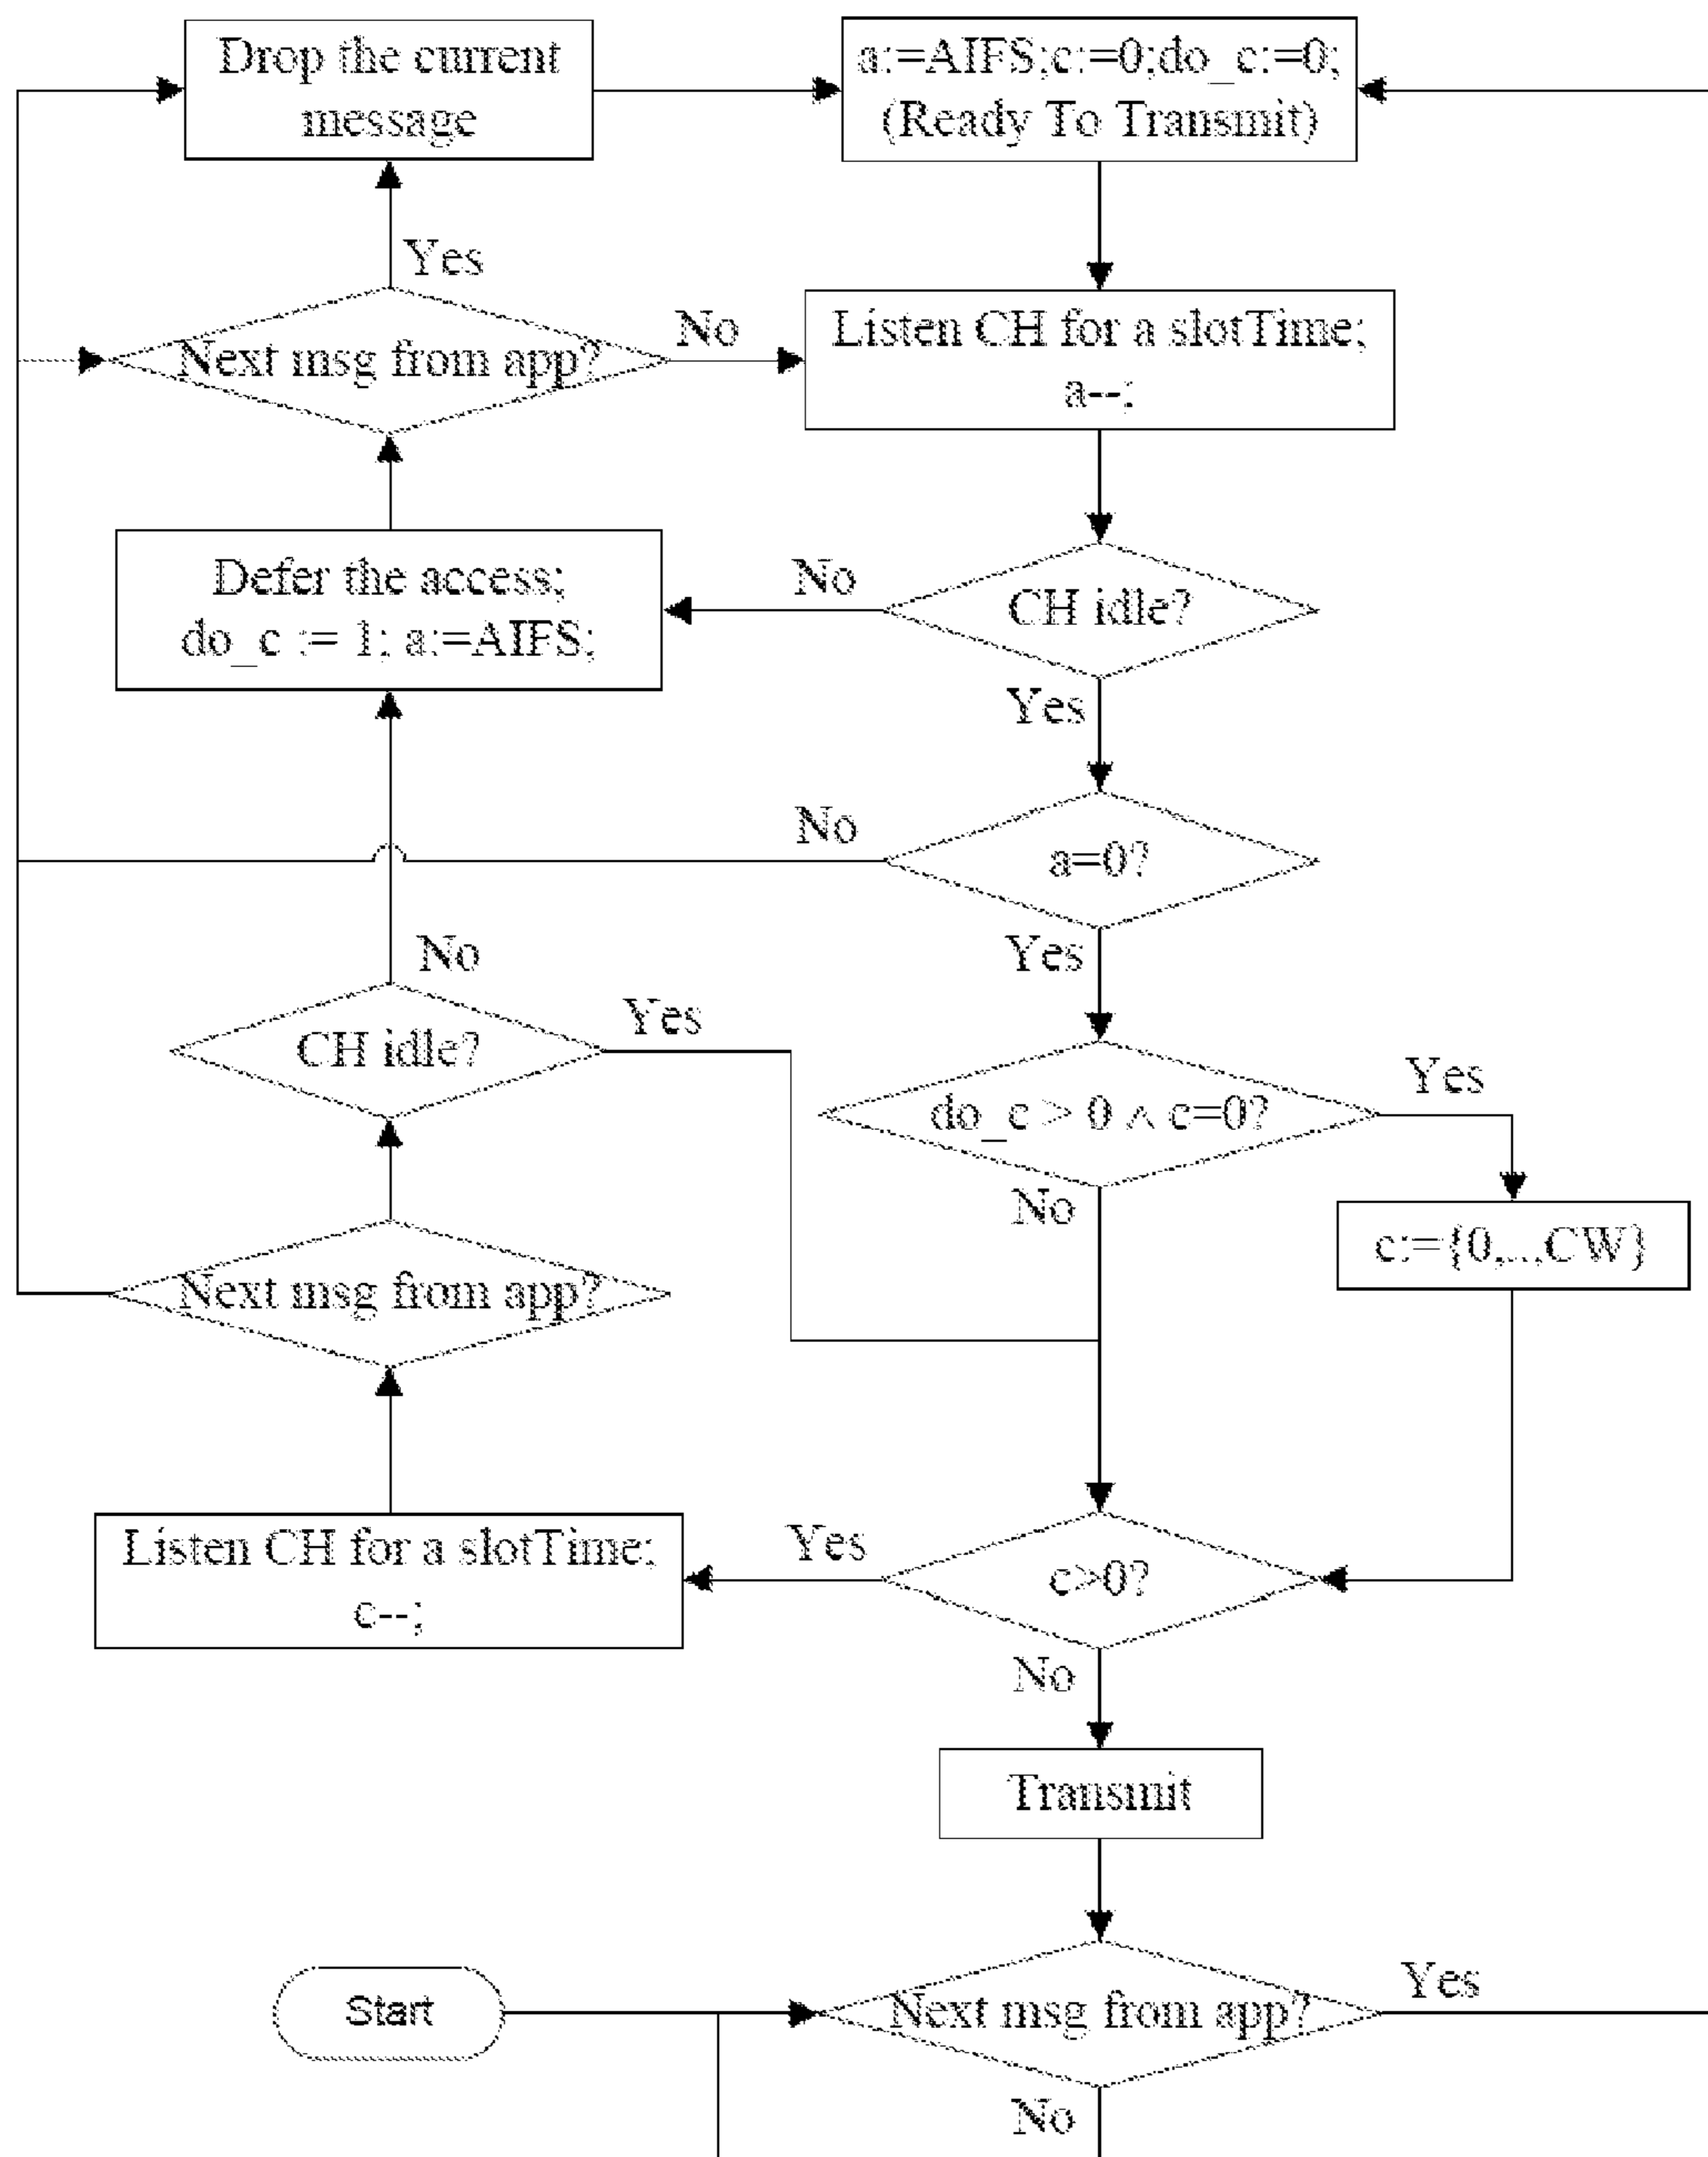 Drop the current
message
a:=AIFS;c:=0;do_c:=0;
(Ready To Transmit)
Yes
Next msg from app?
No
Listen CH for a slotTime;
a--;
Defer the access;
do_c := 1; a:=AIFS;
No
CH idle?
Yes
No
a=0?
Yes
No
CH idle?
Yes
do_c > 0 ∧ c=0?
Yes
No
c:={0,..,CW}
Next msg from app?
Listen CH for a slotTime;
c--;
Yes
c>0?
No
Transmit
Start
Next msg from app?
Yes
No